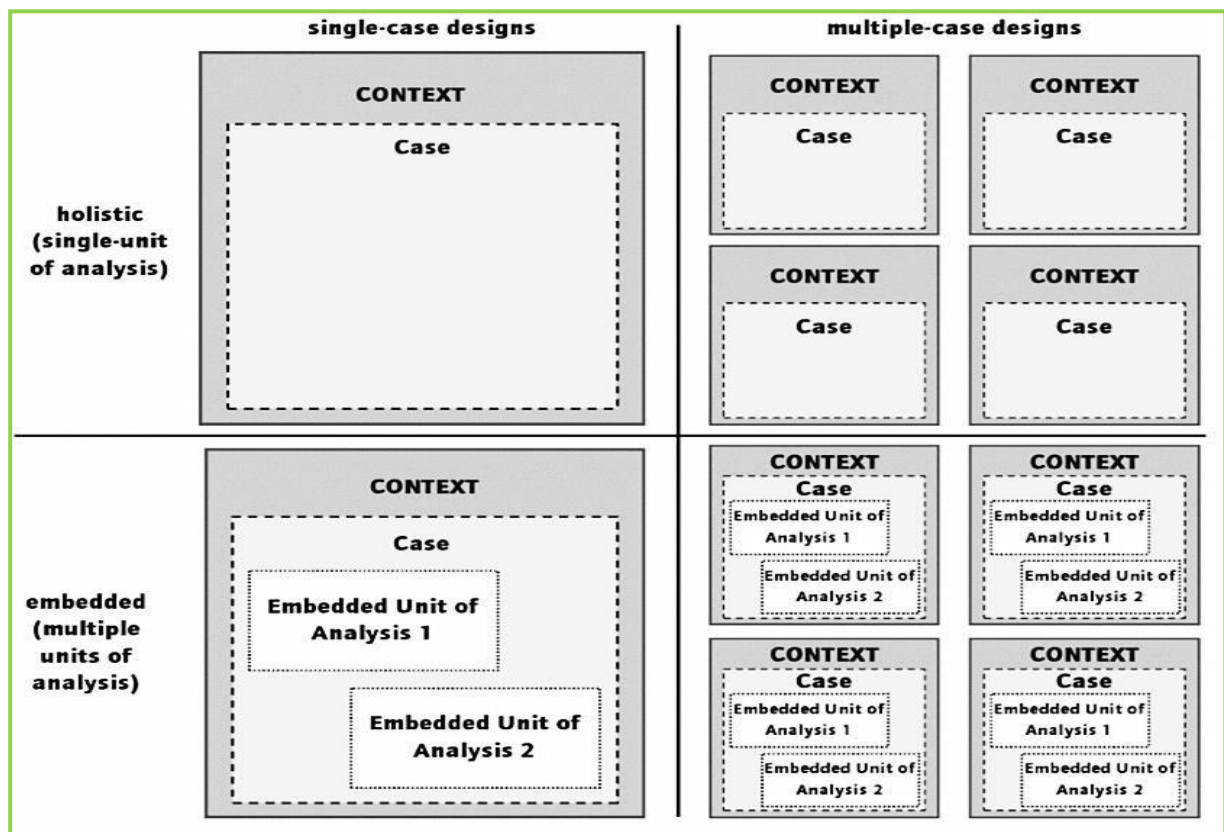 single-case designs
multiple-case designs
holistic
(single-unit
of analysis)
CONTEXT
Case
CONTEXT
Case
CONTEXT
Case
CONTEXT
Case
CONTEXT
Case
embedded
(multiple
units of
analysis)
CONTEXT
Case
Embedded Unit of
Analysis 1
Embedded Unit of
Analysis 2
CONTEXT
Case
Embedded Unit of
Analysis 1
Embedded Unit of
Analysis 2
CONTEXT
Case
Embedded Unit of
Analysis 1
Embedded Unit of
Analysis 2
CONTEXT
Case
Embedded Unit of
Analysis 1
Embedded Unit of
Analysis 2
CONTEXT
Case
Embedded Unit of
Analysis 1
Embedded Unit of
Analysis 2